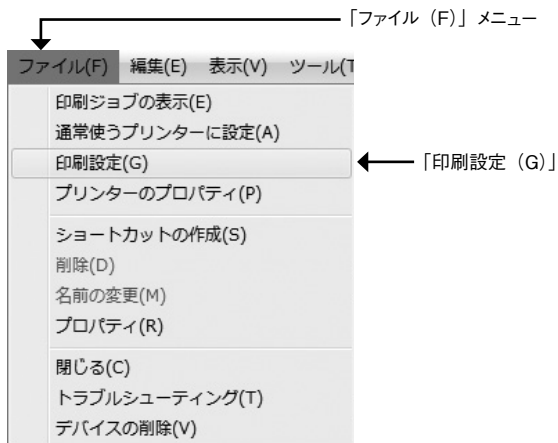 「ファイル（F）」メニュー
ファイル(F) 編集(E) 表示(V) ツール(T
印刷ジョブの表示(E)
通常使うプリンターに設定(A)
印刷設定(G)
「印刷設定（G）」
プリンターのプロパティ(P)
ショートカットの作成(S)
削除(D)
名前の変更(M)
プロパティ(R)
閉じる(C)
トラブルシューティング(T)
デバイスの削除(V)